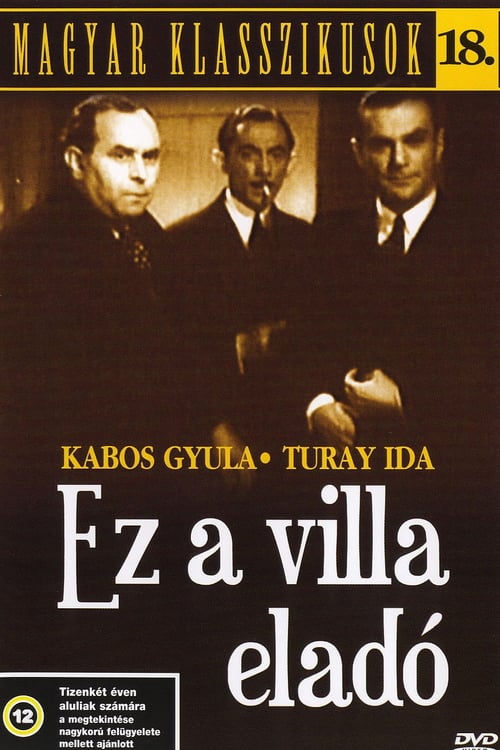 MAGYAR KLASSZIKUSOK 18.
KABOS GYULA • TURAY IDA
Ez a villa
eladó
12
Tizenkét éven
aluliak számára
a megtekintése
nagykorú felügyelete
mellett ajánlott
DVD